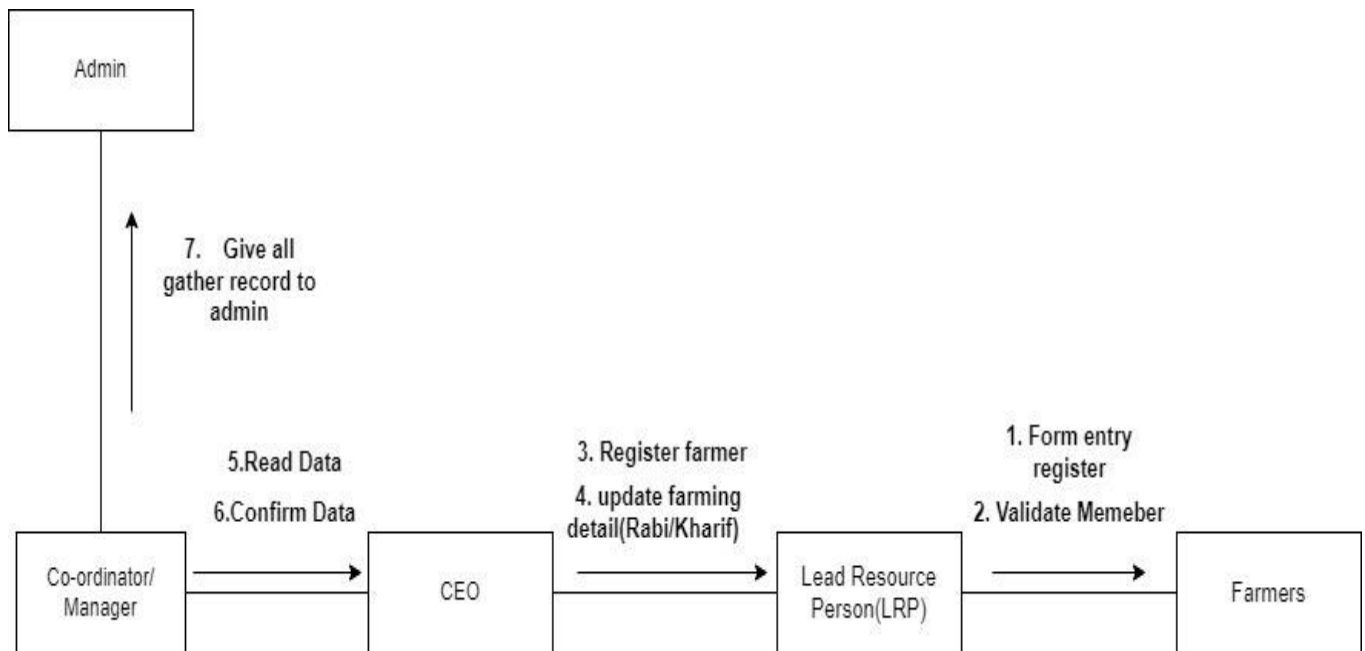 Admin
7. Give all
gather record to
admin
1. Form entry
register
3. Register farmer
5.Read Data
4. update farming
detail(Rabi/Kharif)
6.Confirm Data
2. Validate Memeber
Co-ordinator/
Manager
CEO
Lead Resource
Person(LRP)
Farmers